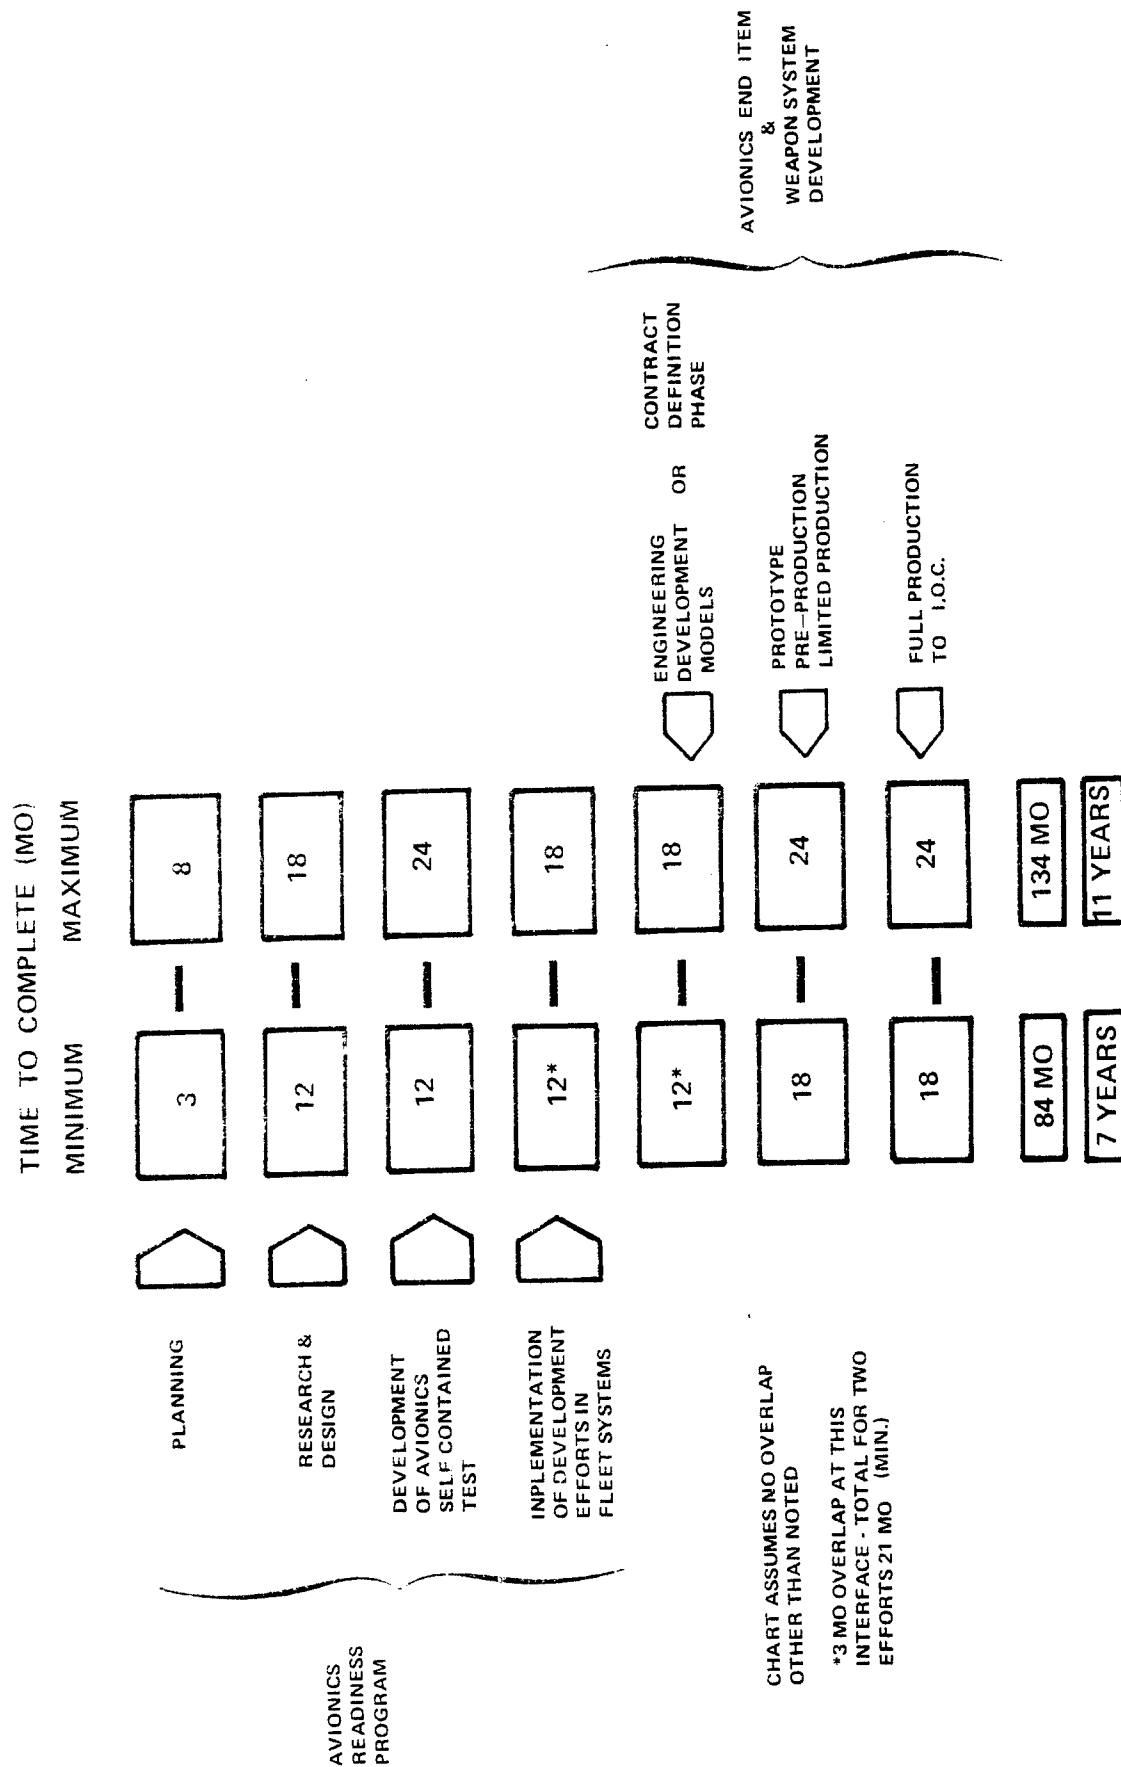 TIME TO COMPLETE (MO)
MINIMUM MAXIMUM
AVIONICS
READINESS
PROGRAM
PLANNING
3 8
RESEARCH &
DESIGN
12 18
DEVELOPMENT
OF AVIONICS
SELF CONTAINED
TEST
12 24
INPLEMENTATION
OF DEVELOPMENT
EFFORTS IN
FLEET SYSTEMS
12* 18
12* 18
ENGINEERING
DEVELOPMENT OR
MODELS
CONTRACT
DEFINITION
PHASE
18 24
PROTOTYPE
PRE-PRODUCTION
LIMITED PRODUCTION
18 24
FULL PRODUCTION
TO I.O.C.
AVIONICS END ITEM
&
WEAPON SYSTEM
DEVELOPMENT
84 MO 134 MO
7 YEARS 11 YEARS
CHART ASSUMES NO OVERLAP
OTHER THAN NOTED
*3 MO OVERLAP AT THIS
INTERFACE - TOTAL FOR TWO
EFFORTS 21 MO (MIN.)